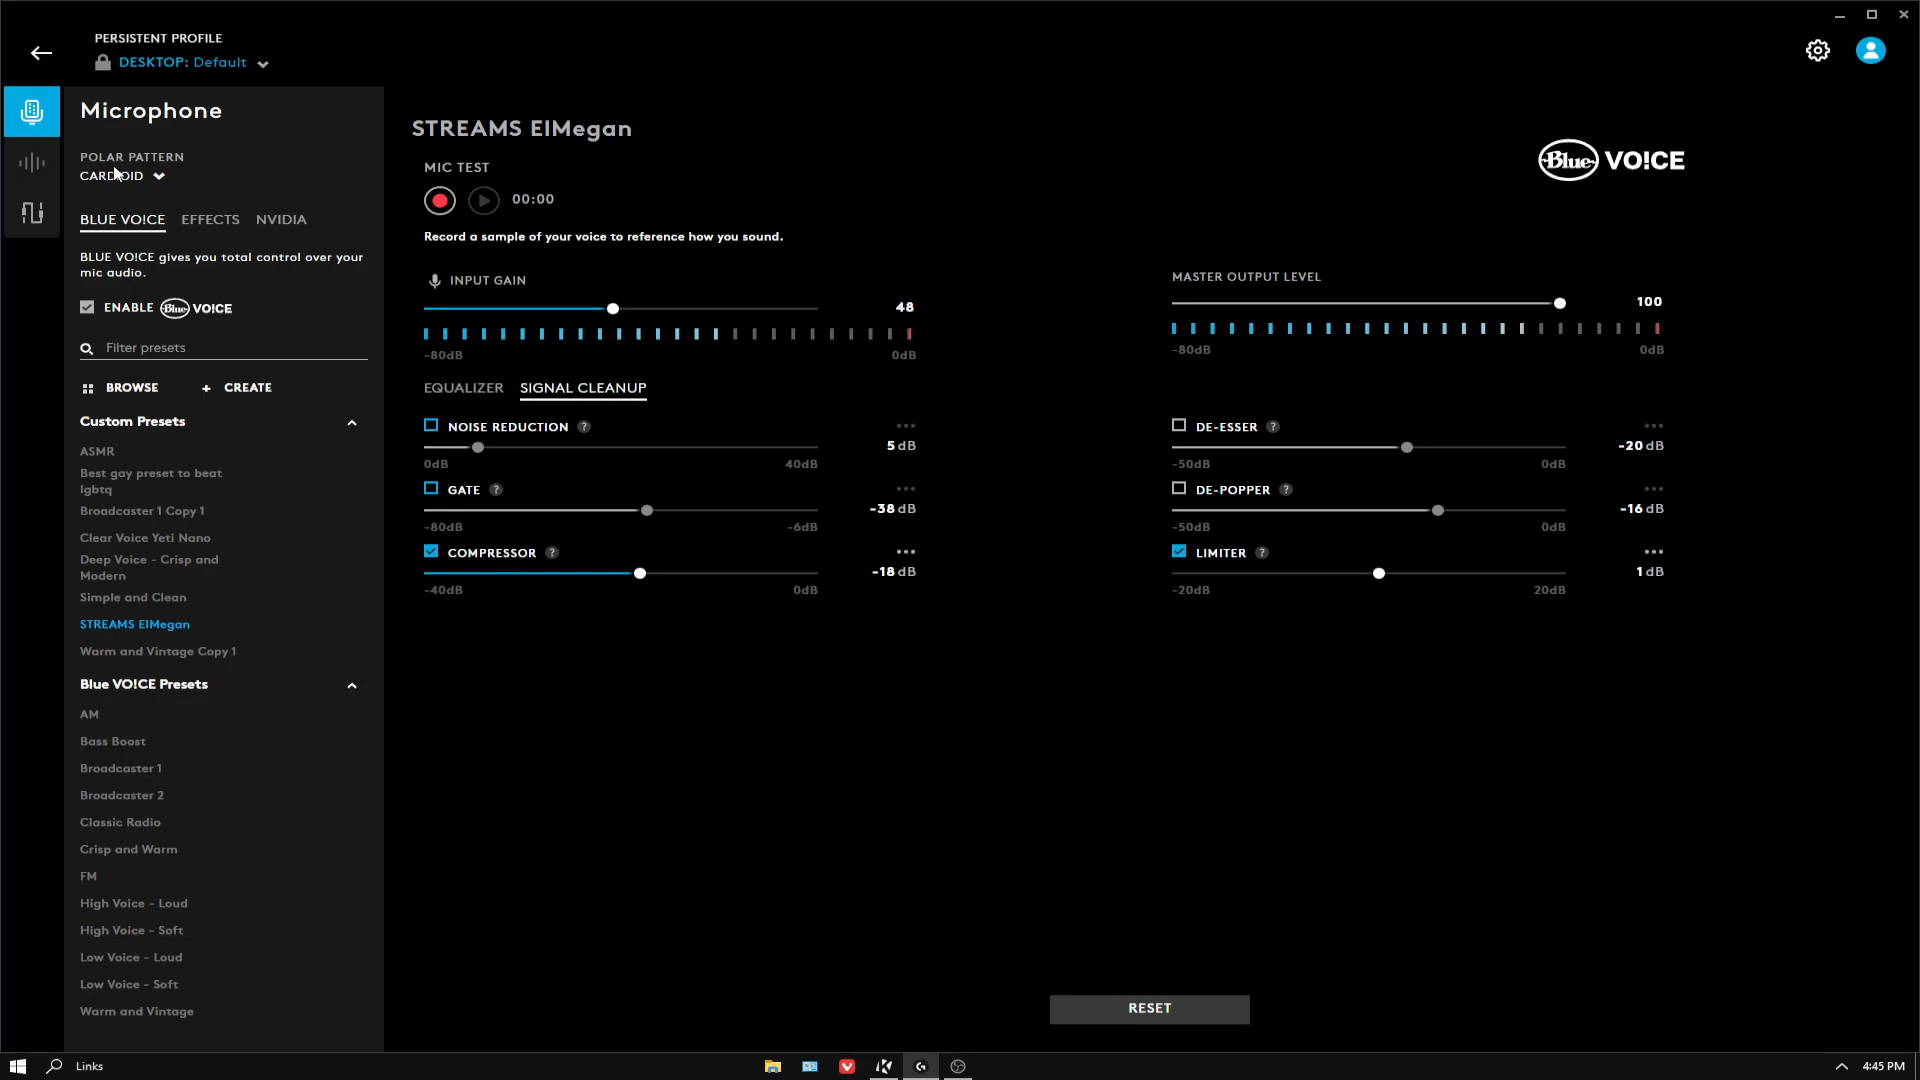 PERSISTENT PROFILE
DESKTOP: Default
Microphone
POLAR PATTERN
CARDIOID
BLUE VO!CE EFFECTS NVIDIA
BLUE VO!CE gives you total control over your
mic audio.
ENABLE Blue VO!CE
Filter presets
BROWSE + CREATE
Custom Presets
ASMR
Best gay preset to beat
lgbtq
Broadcaster 1 Copy 1
Clear Voice Yeti Nano
Deep Voice - Crisp and
Modern
Simple and Clean
STREAMS ElMegan
Warm and Vintage Copy 1
Blue VO!CE Presets
AM
Bass Boost
Broadcaster 1
Broadcaster 2
Classic Radio
Crisp and Warm
FM
High Voice - Loud
High Voice - Soft
Low Voice - Loud
Low Voice - Soft
Warm and Vintage
STREAMS ElMegan
Blue VO!CE
MIC TEST
00:00
Record a sample of your voice to reference how you sound.
INPUT GAIN
48
-80dB 0dB
MASTER OUTPUT LEVEL
100
-80dB 0dB
EQUALIZER SIGNAL CLEANUP
NOISE REDUCTION ?
5 dB
0dB 40dB
GATE ?
-38 dB
-80dB -6dB
COMPRESSOR ?
-18 dB
-40dB 0dB
DE-ESSER ?
-20 dB
-50dB 0dB
DE-POPPER ?
-16 dB
-50dB 0dB
LIMITER ?
1 dB
-20dB 20dB
RESET
Links
4:45 PM